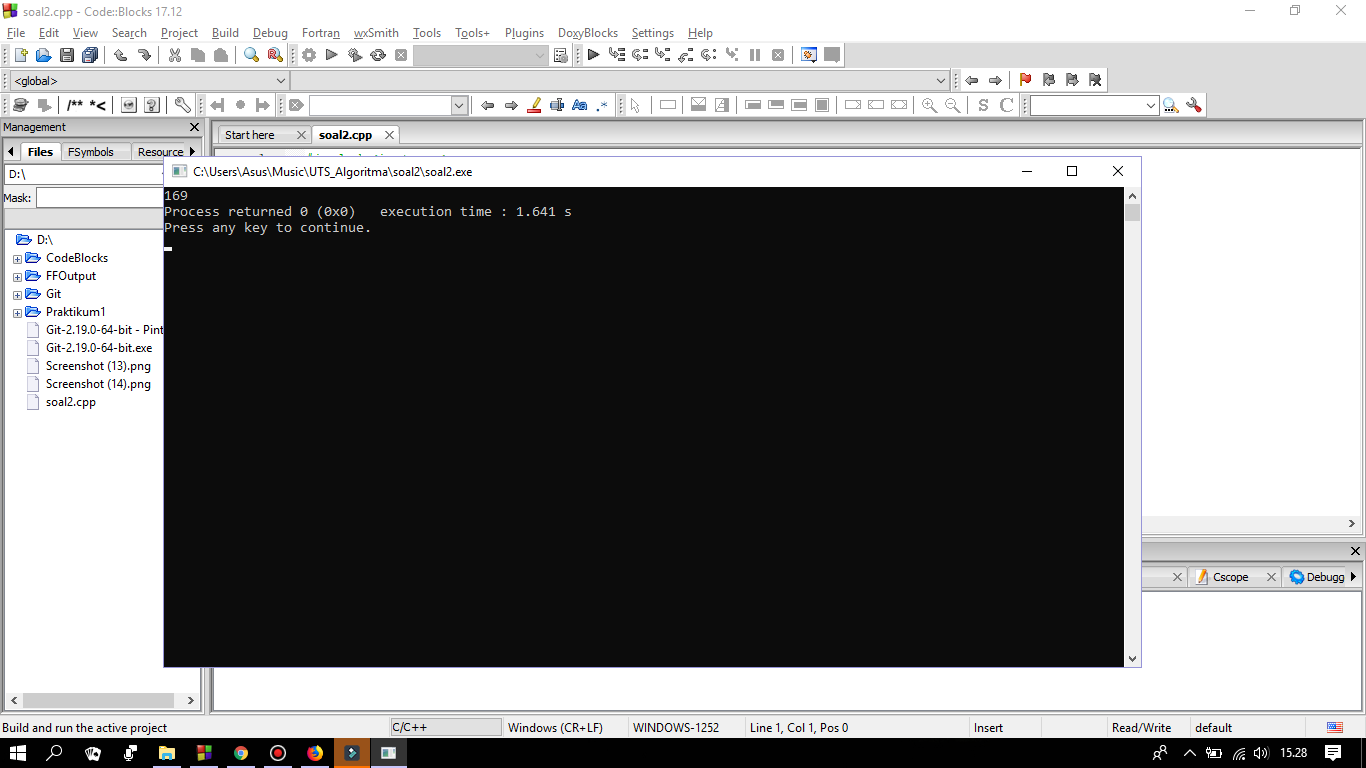 soal2.cpp - Code::Blocks 17.12
File Edit View Search Project Build Debug Fortran wxSmith Tools Tools+ Plugins DoxyBlocks Settings Help
<global>
/** *<
Aa .*
S C
Management
Start here soal2.cpp
Files FSymbols Resource
D:\
Mask:
C:\Users\Asus\Music\UTS_Algoritma\soal2\soal2.exe
169
Process returned 0 (0x0)   execution time : 1.641 s
Press any key to continue.
D:\
CodeBlocks
FFOutput
Git
Praktikum1
Git-2.19.0-64-bit - Pint
Git-2.19.0-64-bit.exe
Screenshot (13).png
Screenshot (14).png
soal2.cpp
Cscope Debugg
Build and run the active project C/C++ Windows (CR+LF) WINDOWS-1252 Line 1, Col 1, Pos 0 Insert Read/Write default
15.28